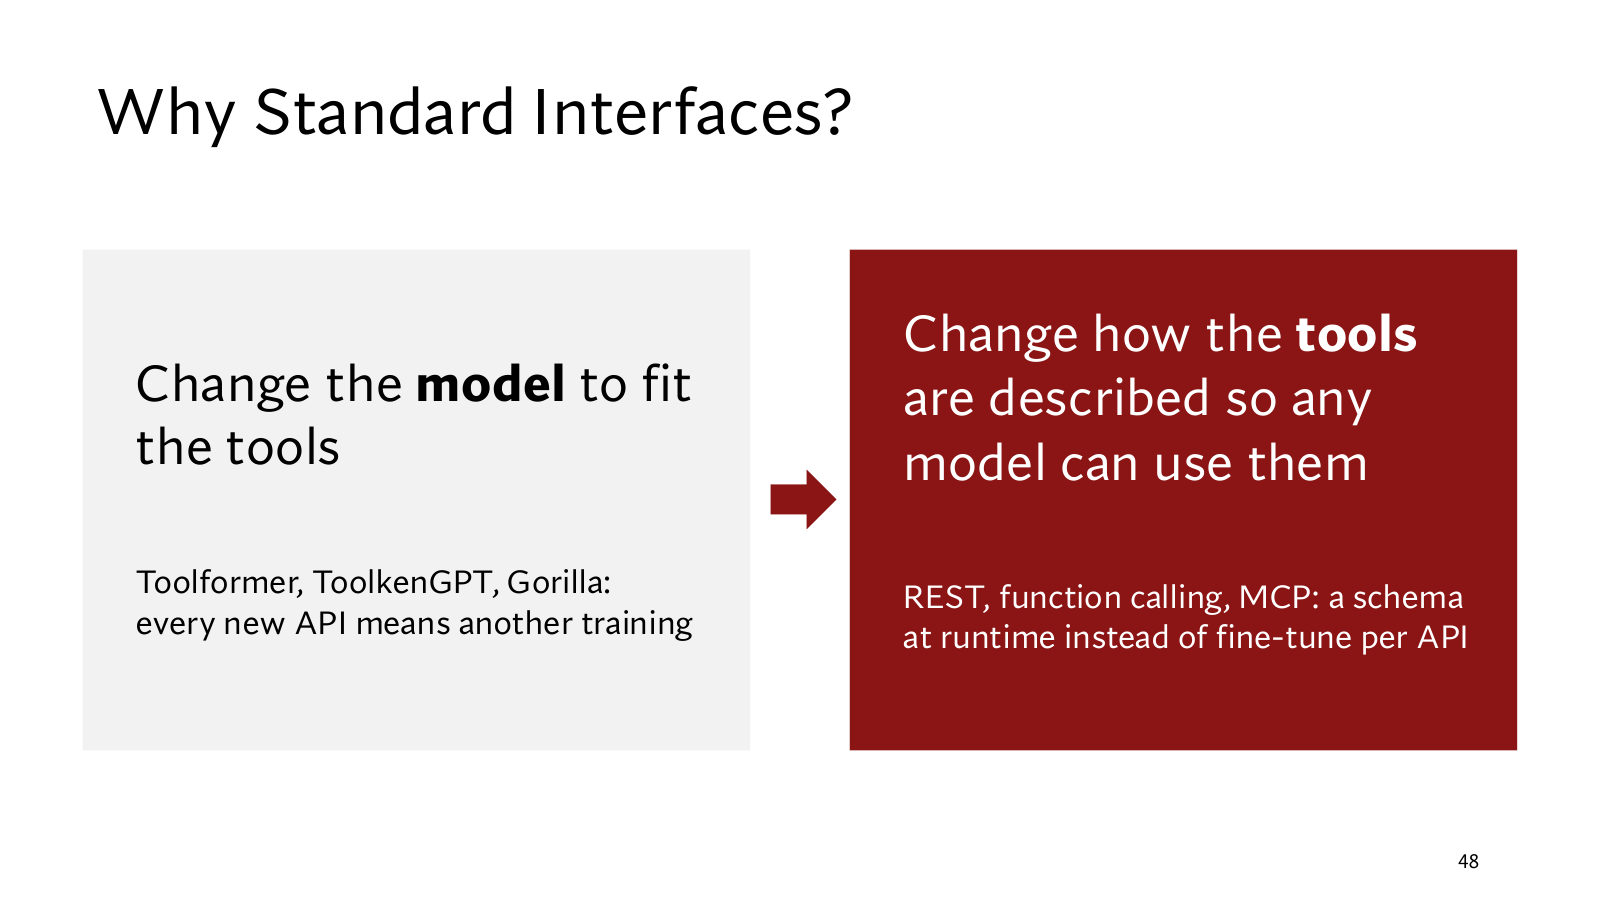 Why Standard Interfaces?
Change the model to fit
the tools
Toolformer, ToolkenGPT, Gorilla:
every new API means another training
Change how the tools
are described so any
model can use them
REST, function calling, MCP: a schema
at runtime instead of fine-tune per API
48